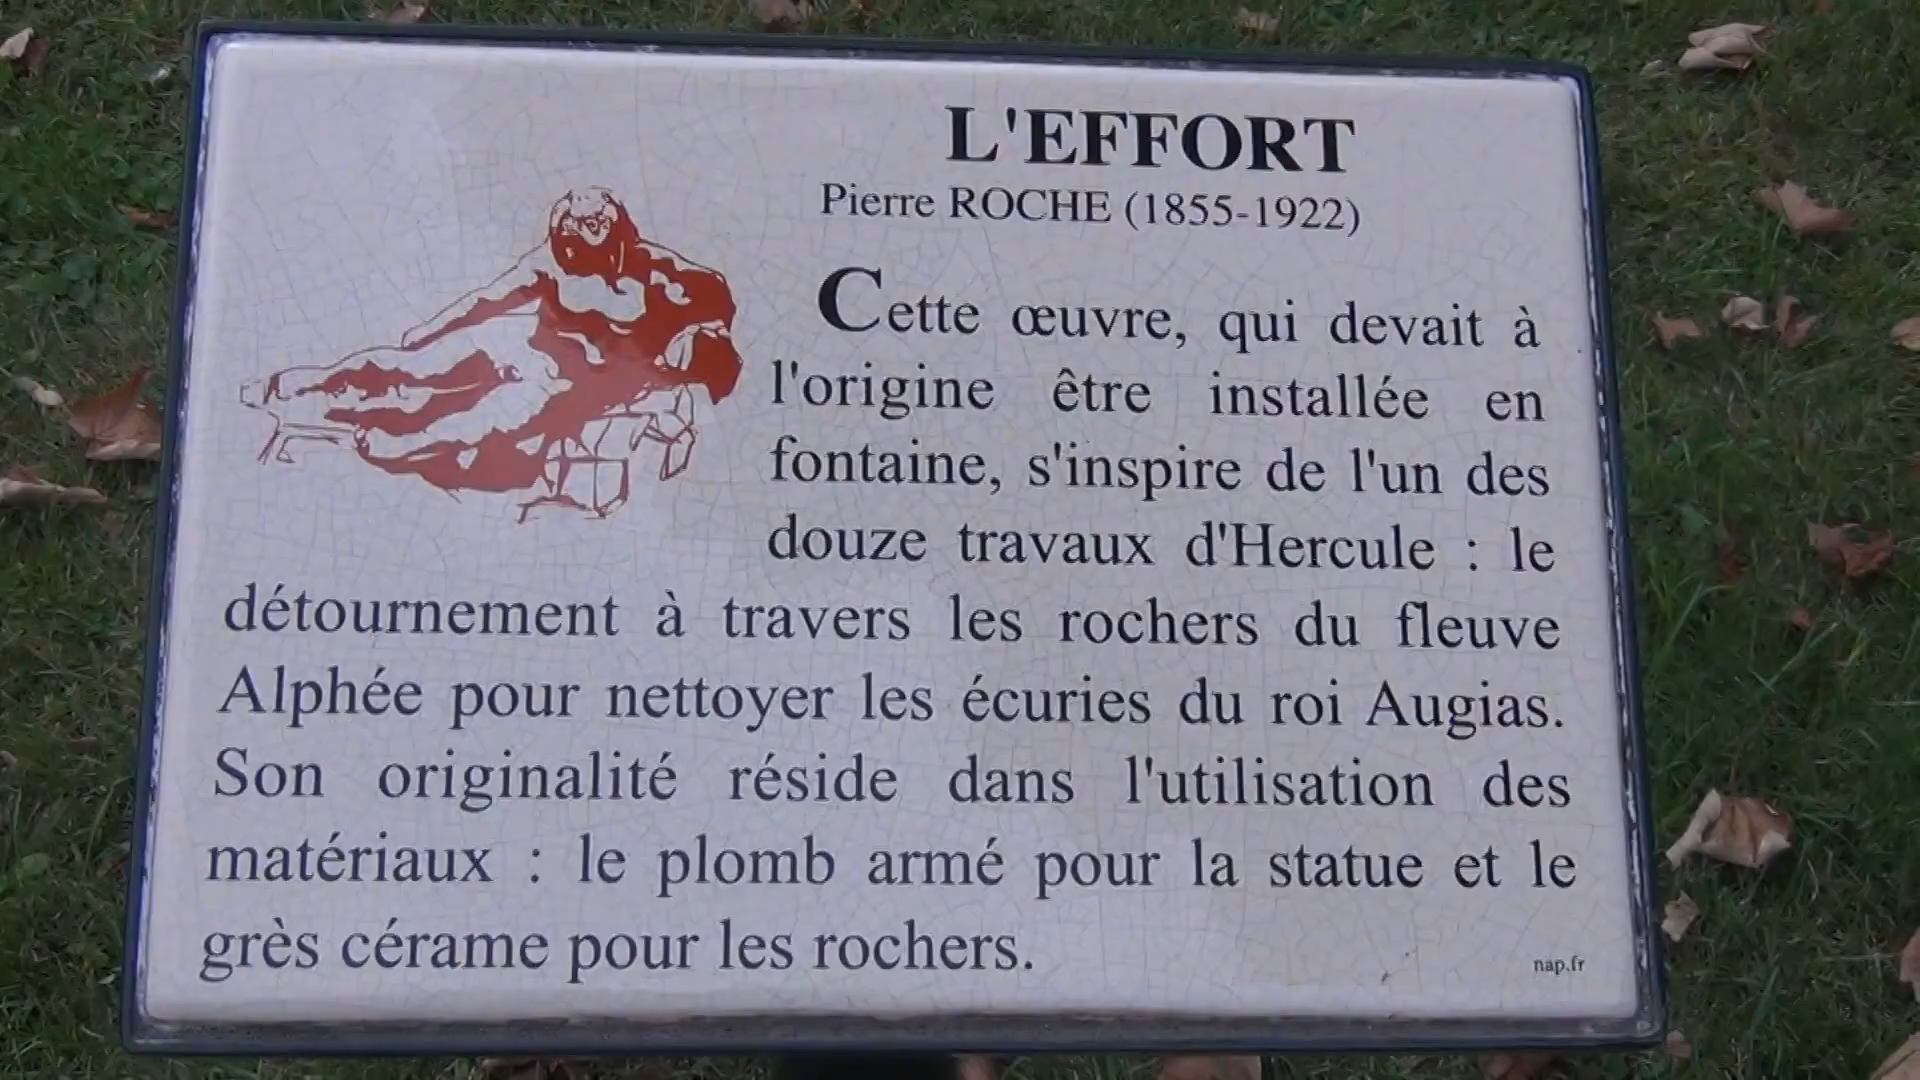 L'EFFORT
Pierre ROCHE (1855-1922)
Cette œuvre, qui devait à
l'origine être installée en
fontaine, s'inspire de l'un des
douze travaux d'Hercule : le
détournement à travers les rochers du fleuve
Alphée pour nettoyer les écuries du roi Augias.
Son originalité réside dans l'utilisation des
matériaux : le plomb armé pour la statue et le
grès cérame pour les rochers.
nap.fr